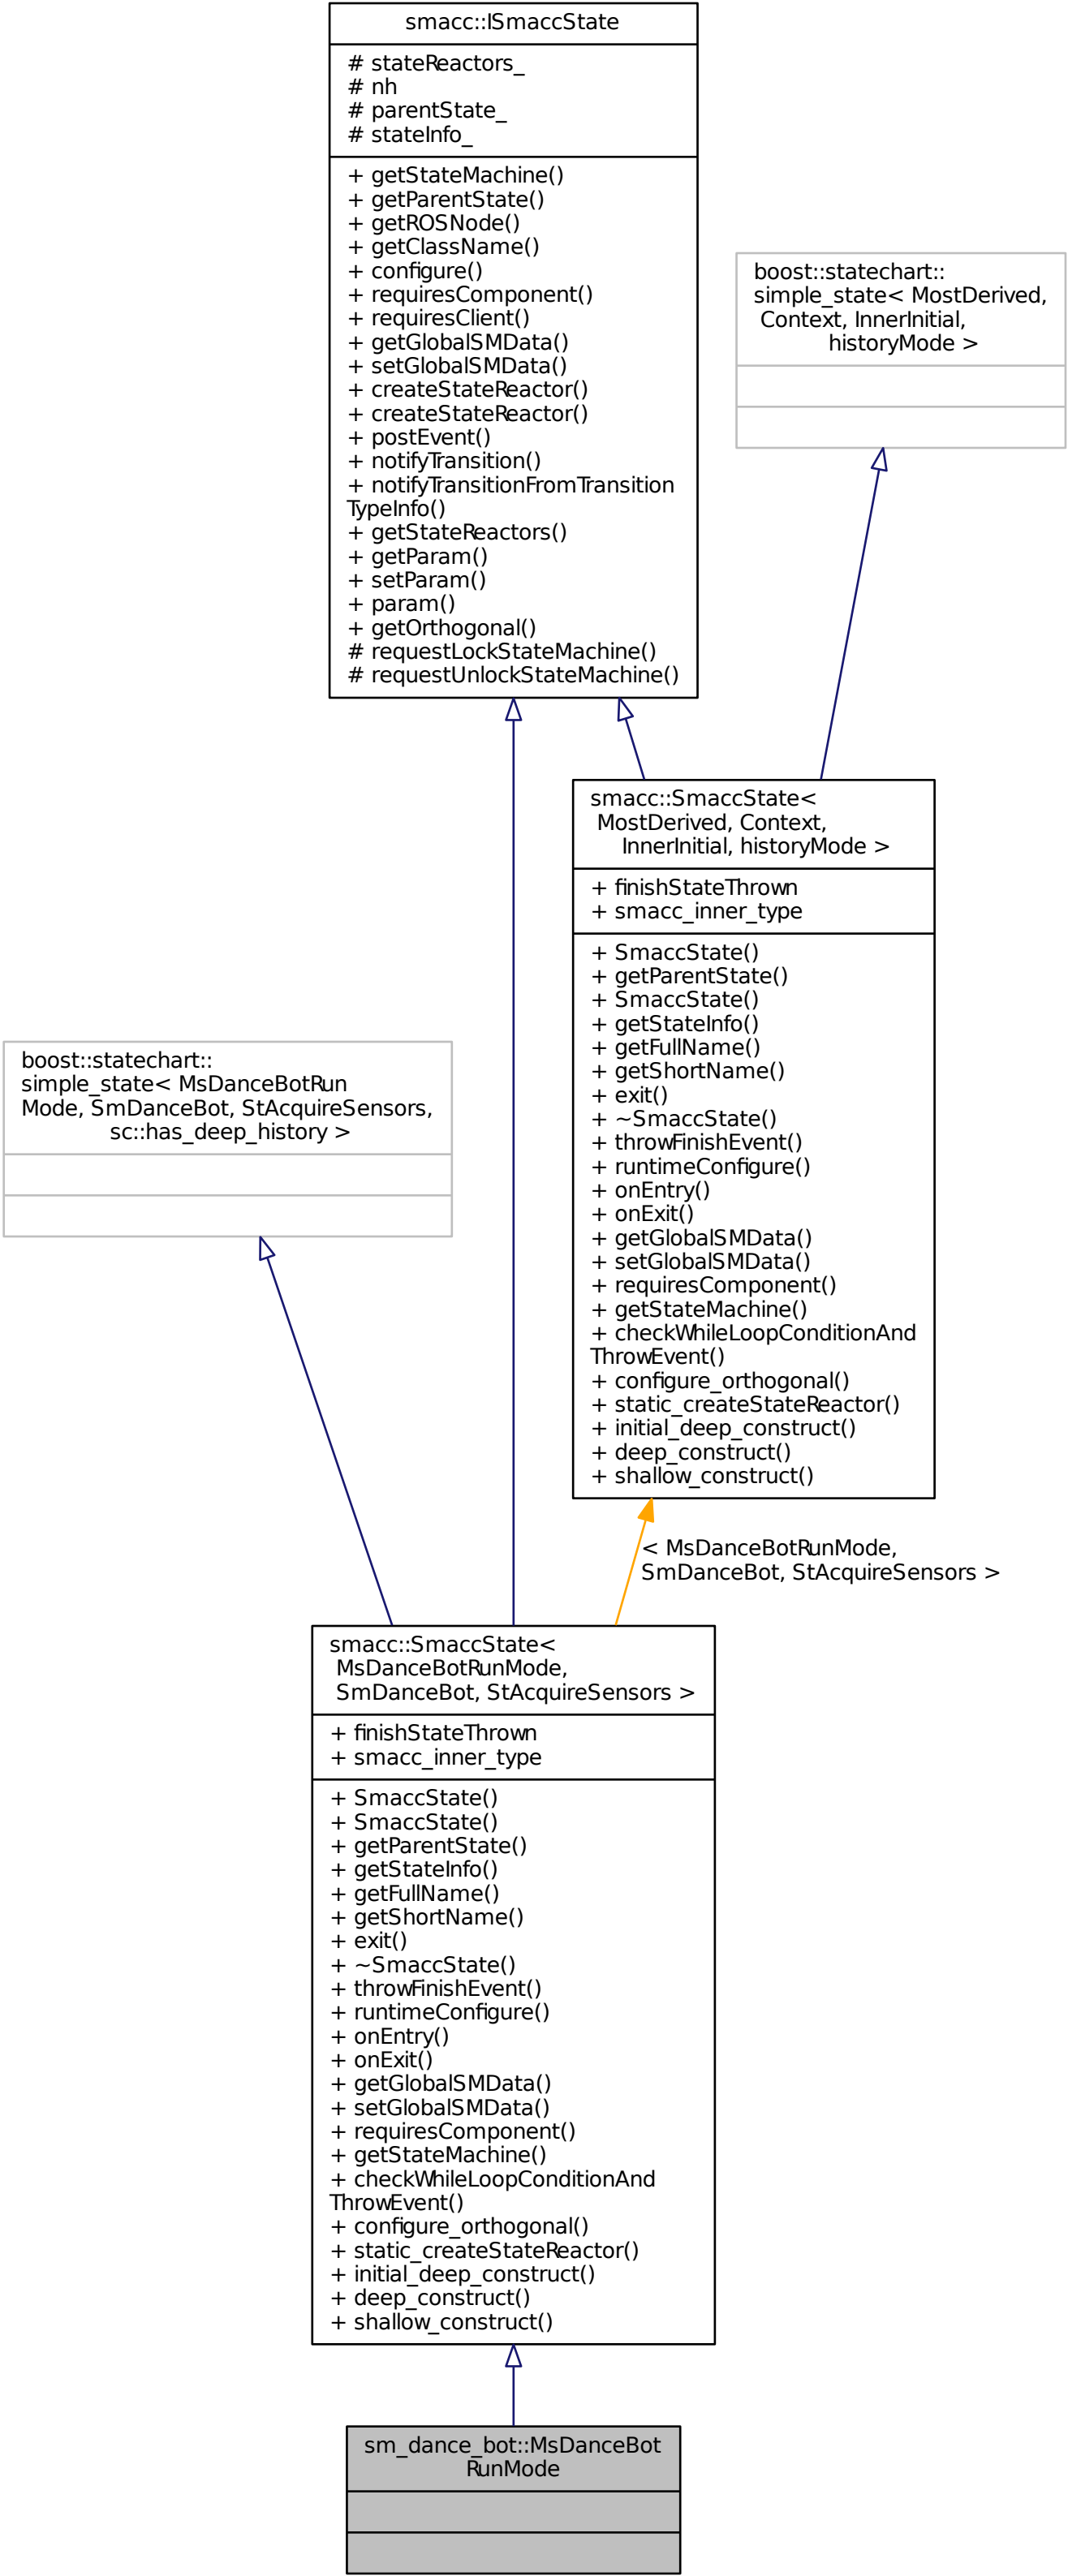 smacc::ISmaccState
# stateReactors_
# nh
# parentState_
# stateInfo_
+ getStateMachine()
+ getParentState()
+ getROSNode()
+ getClassName()
+ configure()
+ requiresComponent()
+ requiresClient()
+ getGlobalSMData()
+ setGlobalSMData()
+ createStateReactor()
+ createStateReactor()
+ postEvent()
+ notifyTransition()
+ notifyTransitionFromTransition
TypeInfo()
+ getStateReactors()
+ getParam()
+ setParam()
+ param()
+ getOrthogonal()
# requestLockStateMachine()
# requestUnlockStateMachine()
boost::statechart::
simple_state< MostDerived,
Context, InnerInitial,
historyMode >
smacc::SmaccState<
MostDerived, Context,
InnerInitial, historyMode >
+ finishStateThrown
+ smacc_inner_type
+ SmaccState()
+ getParentState()
+ SmaccState()
+ getStateInfo()
+ getFullName()
+ getShortName()
+ exit()
+ ~SmaccState()
+ throwFinishEvent()
+ runtimeConfigure()
+ onEntry()
+ onExit()
+ getGlobalSMData()
+ setGlobalSMData()
+ requiresComponent()
+ getStateMachine()
+ checkWhileLoopConditionAnd
ThrowEvent()
+ configure_orthogonal()
+ static_createStateReactor()
+ initial_deep_construct()
+ deep_construct()
+ shallow_construct()
boost::statechart::
simple_state< MsDanceBotRun
Mode, SmDanceBot, StAcquireSensors,
sc::has_deep_history >
< MsDanceBotRunMode,
SmDanceBot, StAcquireSensors >
smacc::SmaccState<
MsDanceBotRunMode,
SmDanceBot, StAcquireSensors >
+ finishStateThrown
+ smacc_inner_type
+ SmaccState()
+ SmaccState()
+ getParentState()
+ getStateInfo()
+ getFullName()
+ getShortName()
+ exit()
+ ~SmaccState()
+ throwFinishEvent()
+ runtimeConfigure()
+ onEntry()
+ onExit()
+ getGlobalSMData()
+ setGlobalSMData()
+ requiresComponent()
+ getStateMachine()
+ checkWhileLoopConditionAnd
ThrowEvent()
+ configure_orthogonal()
+ static_createStateReactor()
+ initial_deep_construct()
+ deep_construct()
+ shallow_construct()
sm_dance_bot::MsDanceBot
RunMode